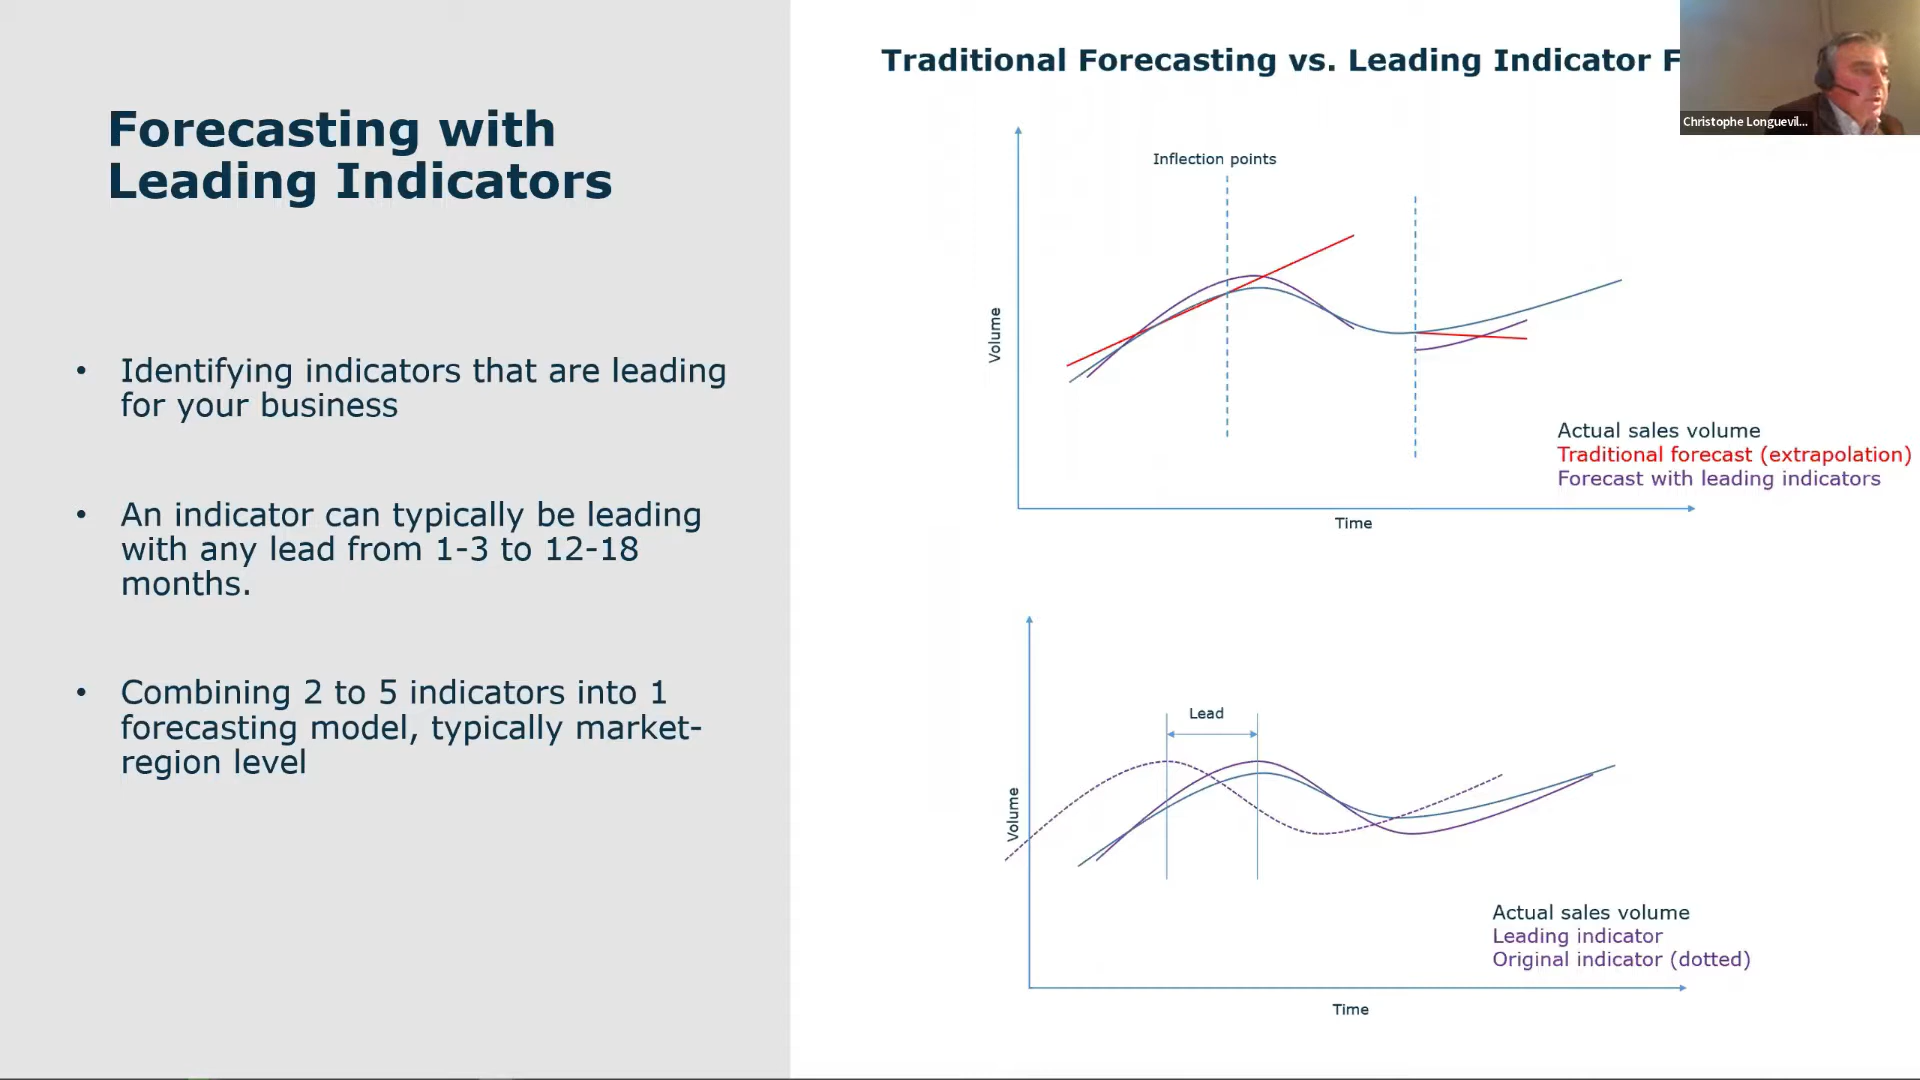 Forecasting with
Leading Indicators
• Identifying indicators that are leading
for your business
• An indicator can typically be leading
with any lead from 1-3 to 12-18
months.
• Combining 2 to 5 indicators into 1
forecasting model, typically market-
region level
Traditional Forecasting vs. Leading Indicator F
Christophe Longuevil...
Inflection points
Volume
Actual sales volume
Traditional forecast (extrapolation)
Forecast with leading indicators
Time
Lead
Volume
Actual sales volume
Leading indicator
Original indicator (dotted)
Time